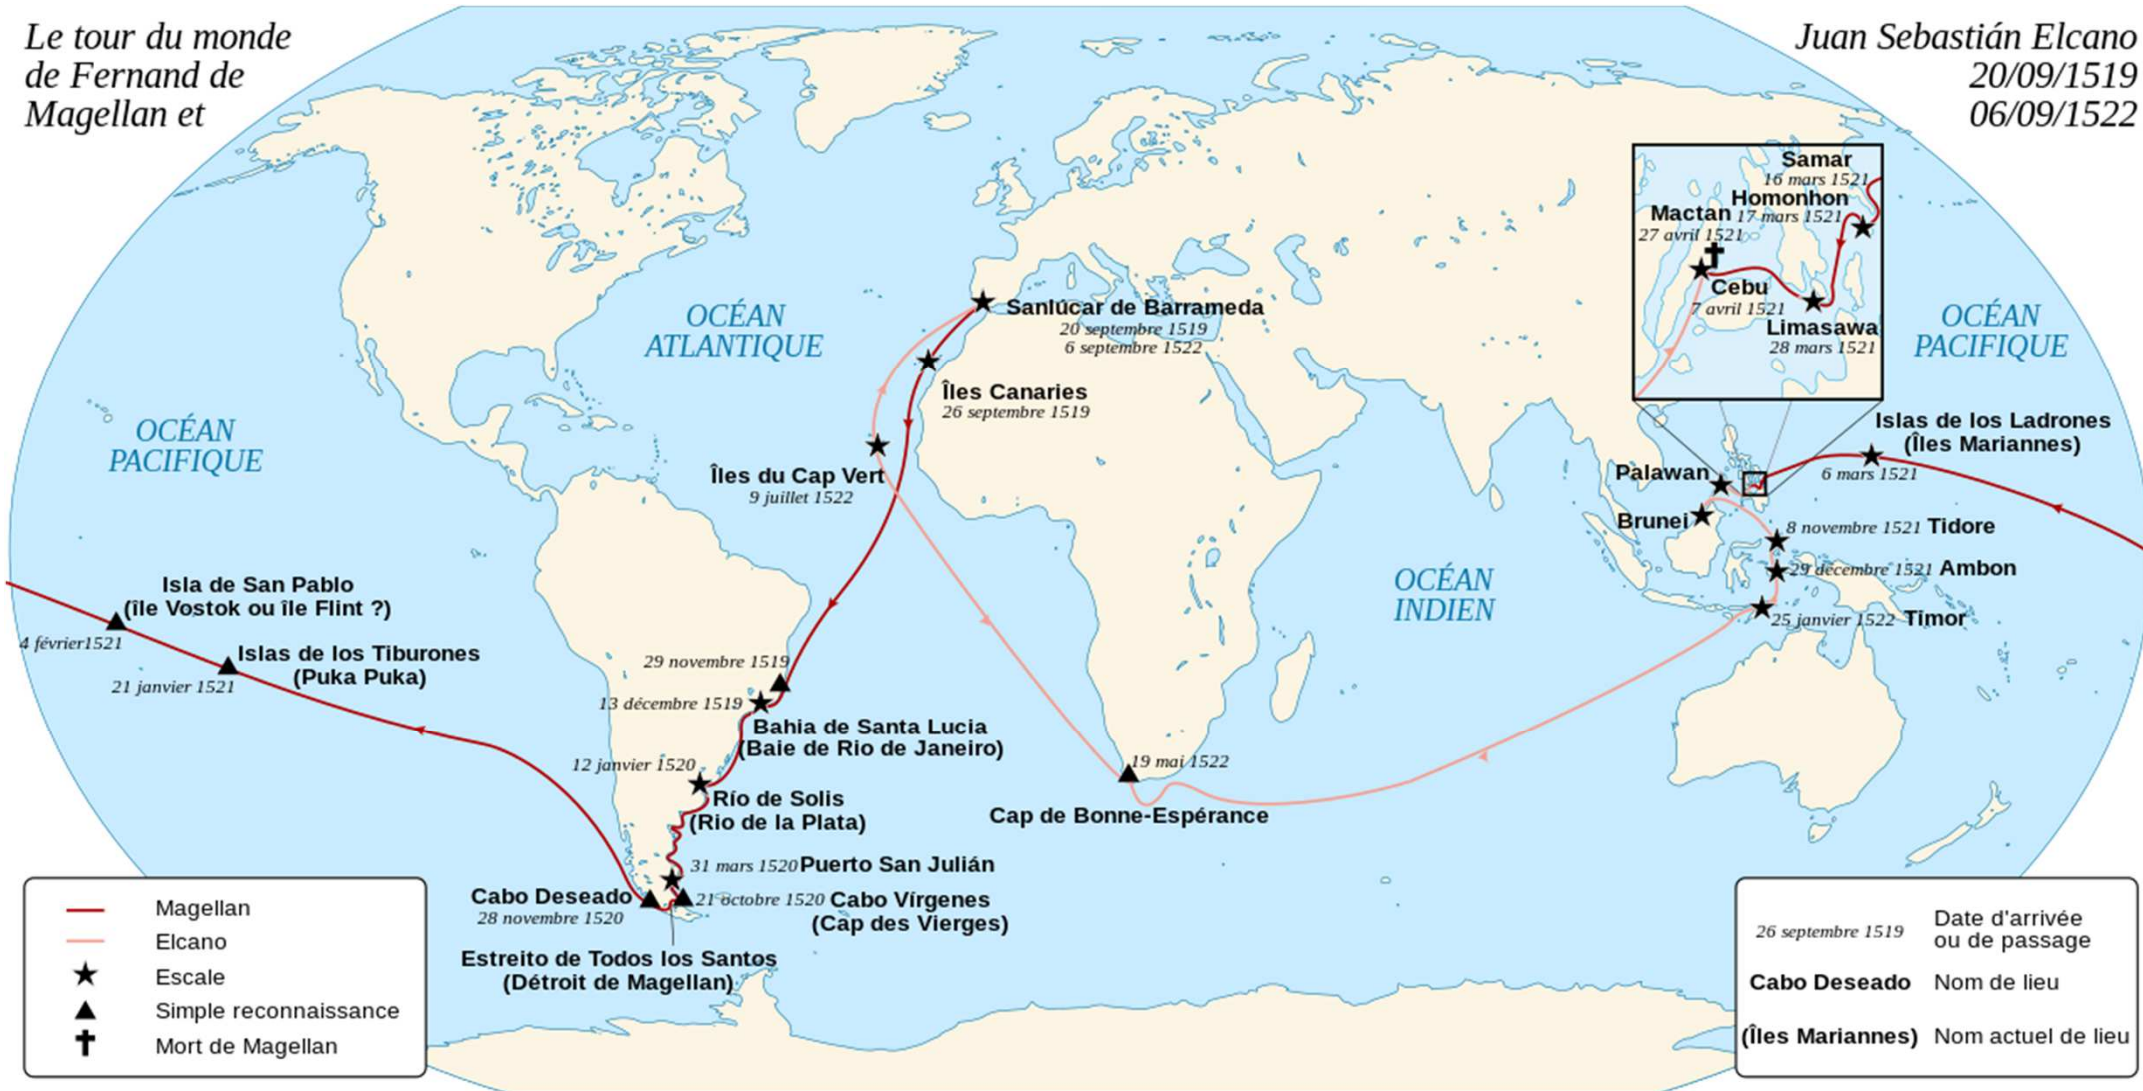 Le tour du monde
de Fernand de
Magellan et
Juan Sebastián Elcano
20/09/1519
06/09/1522
Samar
16 mars 1521
Homonhon
17 mars 1521
Mactan
27 avril 1521
Cebu
7 avril 1521
Limasawa
28 mars 1521
OCÉAN
ATLANTIQUE
OCÉAN
PACIFIQUE
OCÉAN
PACIFIQUE
OCÉAN
INDIEN
Sanlúcar de Barrameda
20 septembre 1519
6 septembre 1522
Îles Canaries
26 septembre 1519
Îles du Cap Vert
9 juillet 1522
Islas de los Ladrones
(Îles Mariannes)
6 mars 1521
Palawan
Brunei
8 novembre 1521 Tidore
29 décembre 1521 Ambon
25 janvier 1522 Timor
Isla de San Pablo
(île Vostok ou île Flint ?)
4 février1521
Islas de los Tiburones
(Puka Puka)
21 janvier 1521
29 novembre 1519
13 décembre 1519
Bahia de Santa Lucia
(Baie de Rio de Janeiro)
12 janvier 1520
Río de Solis
(Rio de la Plata)
19 mai 1522
Cap de Bonne-Espérance
31 mars 1520 Puerto San Julián
Cabo Deseado
28 novembre 1520
21 octobre 1520 Cabo Vírgenes
(Cap des Vierges)
Estreito de Todos los Santos
(Détroit de Magellan)
Magellan
Elcano
Escale
Simple reconnaissance
Mort de Magellan
26 septembre 1519 Date d'arrivée
ou de passage
Cabo Deseado Nom de lieu
(Îles Mariannes) Nom actuel de lieu